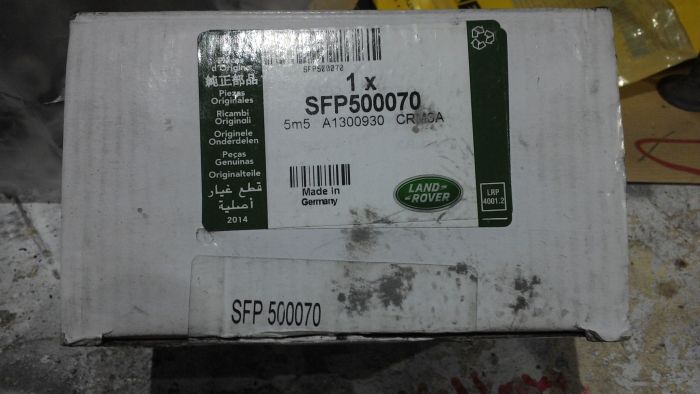 d'Origine
純正部品
Piezas
Originales
Ricambi
Originali
Originele
Onderdelen
Peças
Genuinas
Originalteile
قطع غيار
أصلية
2014
SFP500070
1 x
SFP500070
5m5 A1300930
Made in
Germany
LAND-
-ROVER
LRP
4001.2
SFP 500070